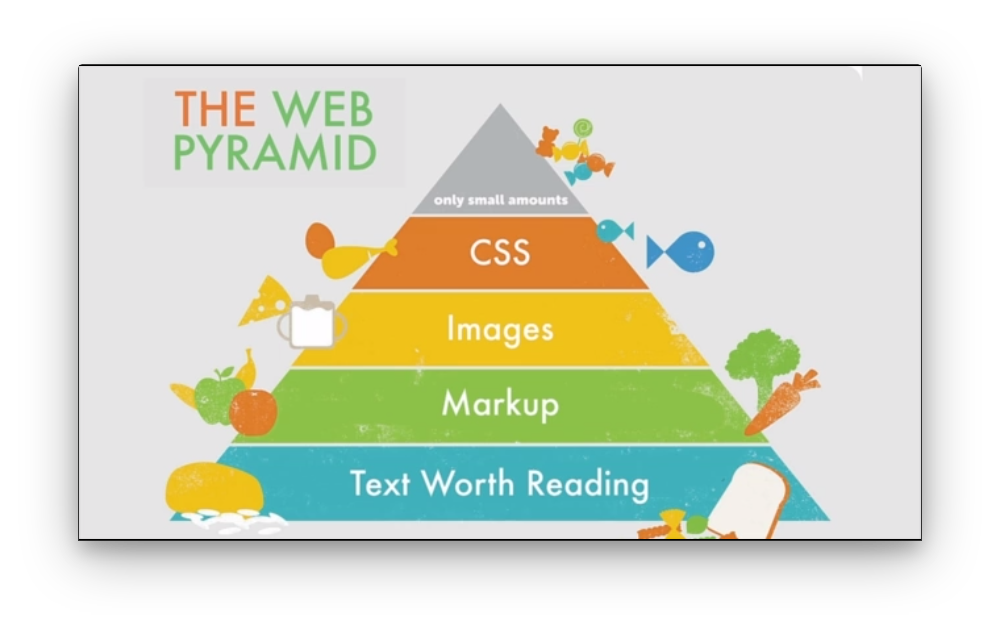 THE WEB
PYRAMID
only small amounts
CSS
Images
Markup
Text Worth Reading